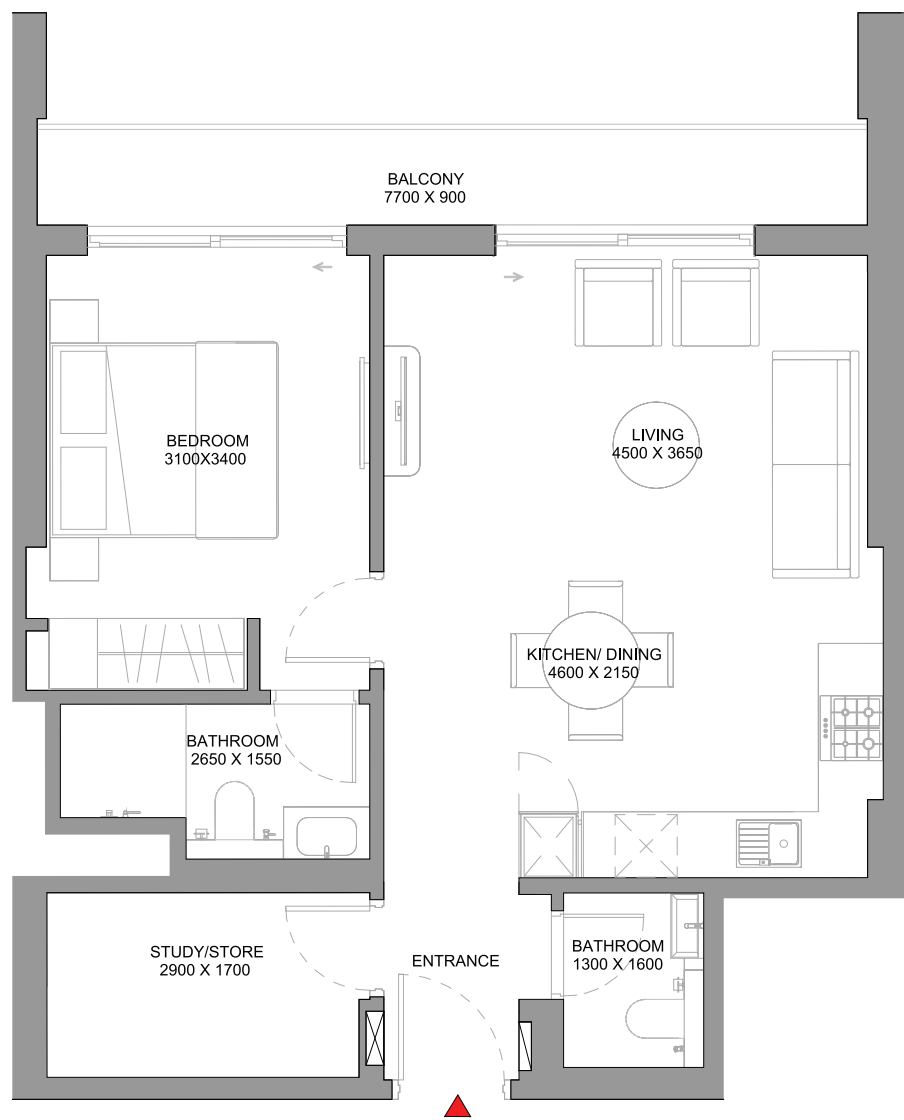 BALCONY
7700 X 900
BEDROOM
3100X3400
LIVING
4500 X 3650
KITCHEN/ DINING
4600 X 2150
BATHROOM
2650 X 1550
STUDY/STORE
2900 X 1700
ENTRANCE
BATHROOM
1300 X 1600